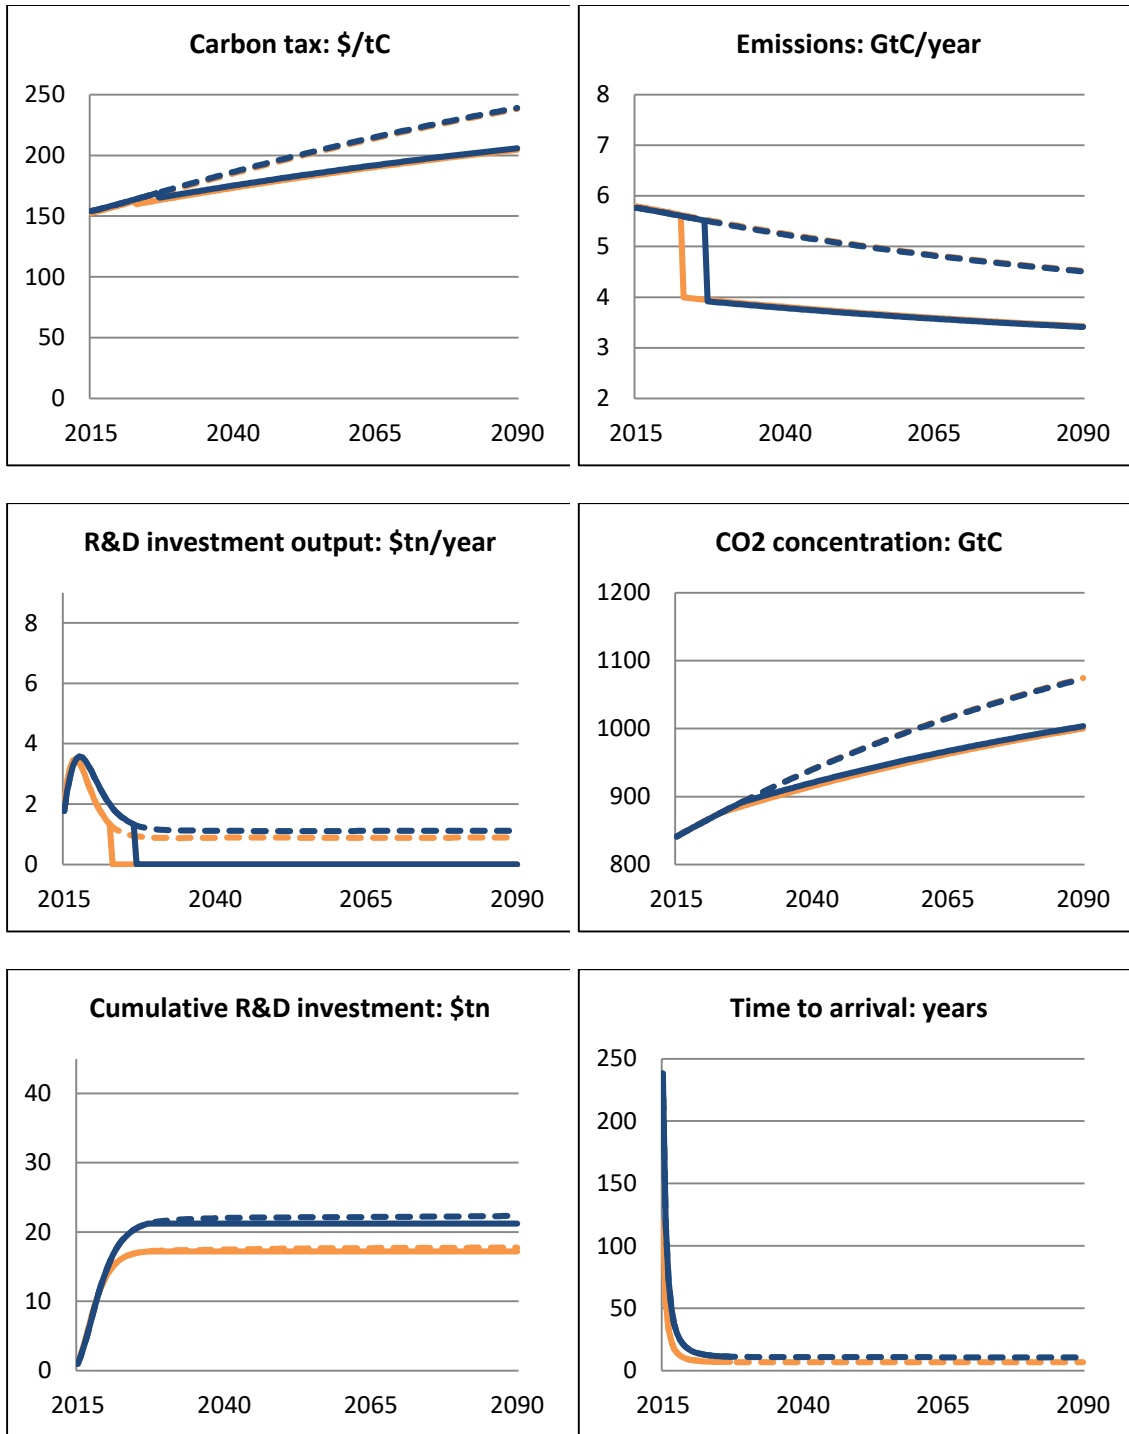 Carbon tax: $/tC
250
200
150
100
50
0
2015 2040 2065 2090
Emissions: GtC/year
8
7
6
5
4
3
2
2015 2040 2065 2090
R&D investment output: $tn/year
8
6
4
2
0
2015 2040 2065 2090
CO2 concentration: GtC
1200
1100
1000
900
800
2015 2040 2065 2090
Cumulative R&D investment: $tn
40
30
20
10
0
2015 2040 2065 2090
Time to arrival: years
250
200
150
100
50
0
2015 2040 2065 2090